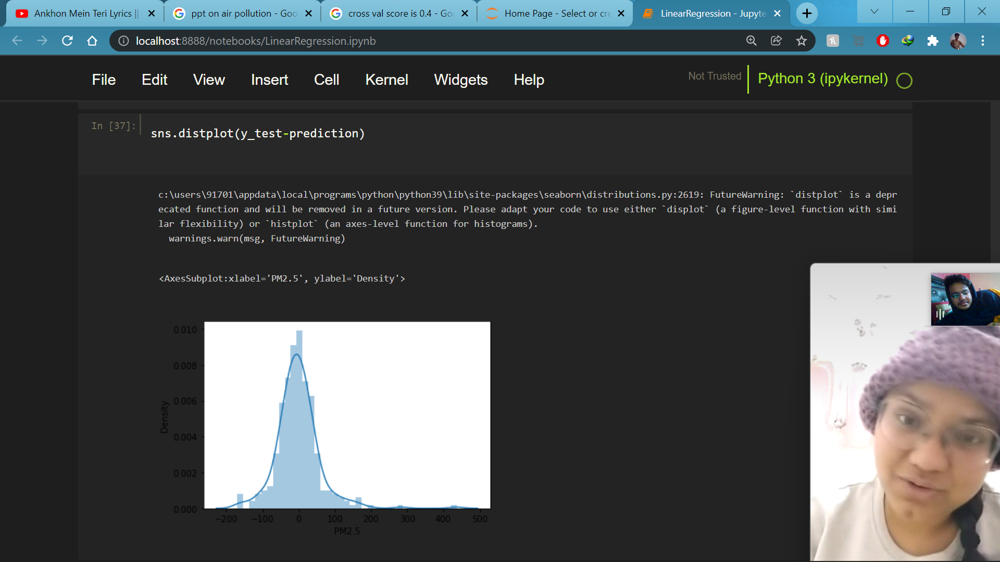 Ankhon Mein Teri Lyrics ||
ppt on air pollution - Goo
cross val score is 0.4 - Go
Home Page - Select or cre
LinearRegression - Jupyte
localhost:8888/notebooks/LinearRegression.ipynb
File Edit View Insert Cell Kernel Widgets Help
Not Trusted
Python 3 (ipykernel)
In [37]:
sns.distplot(y_test-prediction)
c:\users\91701\appdata\local\programs\python\python39\lib\site-packages\seaborn\distributions.py:2619: FutureWarning: `distplot` is a depr
ecated function and will be removed in a future version. Please adapt your code to use either `displot` (a figure-level function with simi
lar flexibility) or `histplot` (an axes-level function for histograms).
warnings.warn(msg, FutureWarning)
<AxesSubplot:xlabel='PM2.5', ylabel='Density'>
0.010
0.008
0.006
0.004
0.002
0.000
Density
−200 −100 0 100 200 300 400 500
PM2.5